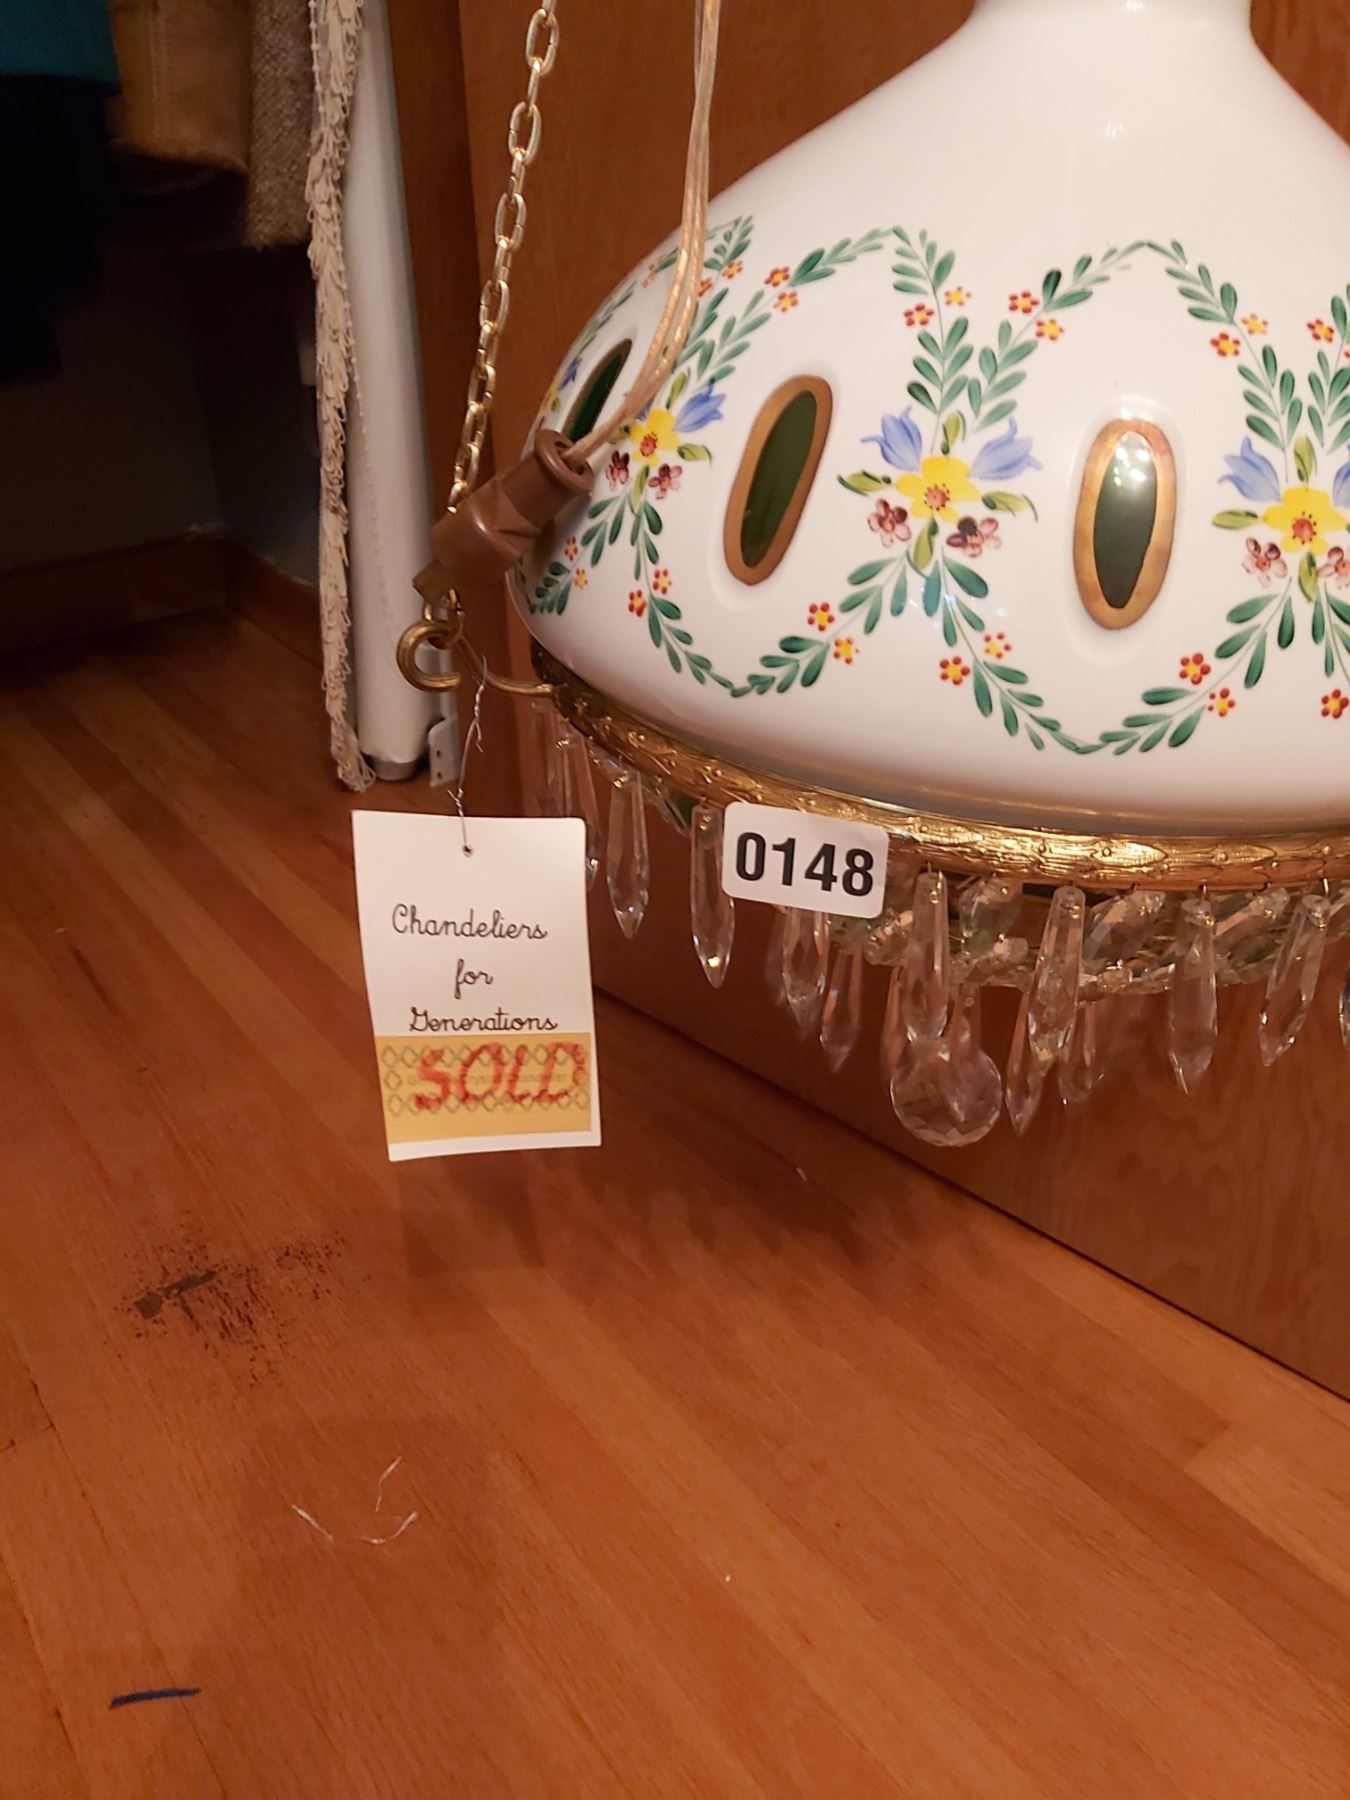 0148
Chandeliers
for
Generations
SOLD